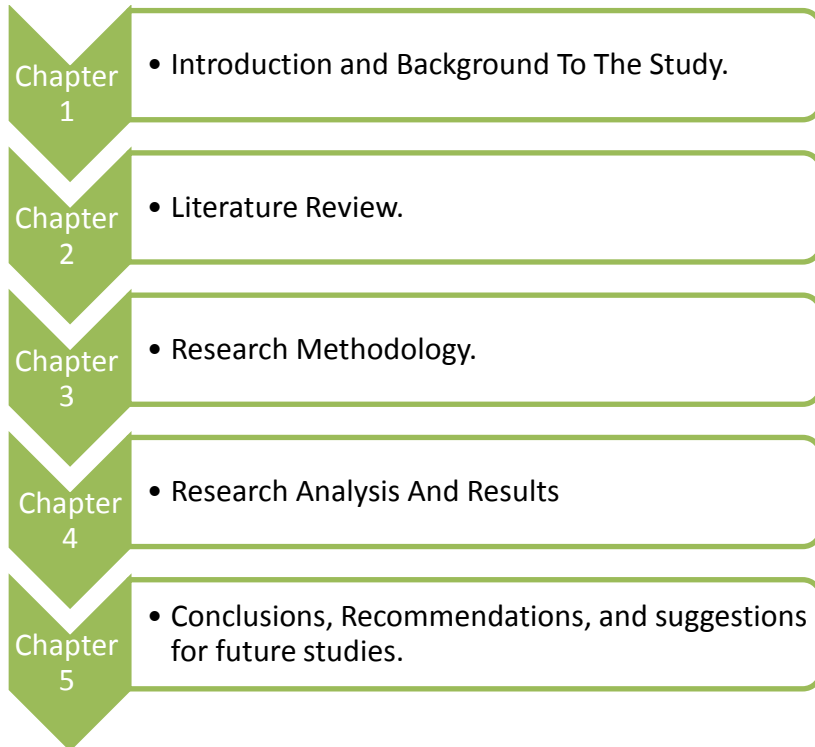 Chapter
1
• Introduction and Background To The Study.
Chapter
2
• Literature Review.
Chapter
3
• Research Methodology.
Chapter
4
• Research Analysis And Results
Chapter
5
• Conclusions, Recommendations, and suggestions
for future studies.